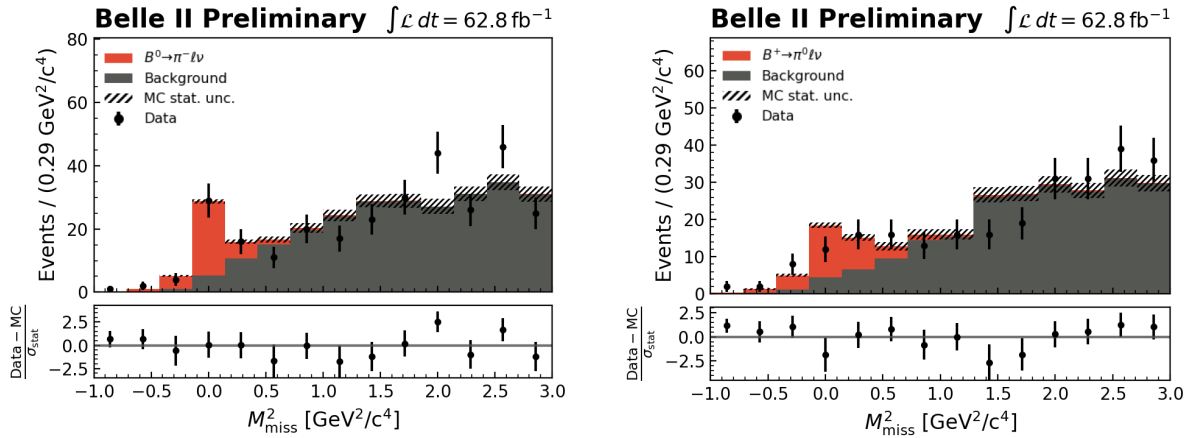 Belle II Preliminary ∫ℒ dt = 62.8 fb⁻¹
B⁰→π⁻ℓν
Background
MC stat. unc.
Data
Events / (0.29 GeV²/c⁴)
80
60
40
20
0
Data − MC
σstat
2.5
0.0
−2.5
−1.0 −0.5 0.0 0.5 1.0 1.5 2.0 2.5 3.0
M²miss [GeV²/c⁴]
Belle II Preliminary ∫ℒ dt = 62.8 fb⁻¹
B⁺→π⁰ℓν
Background
MC stat. unc.
Data
Events / (0.29 GeV²/c⁴)
60
50
40
30
20
10
0
Data − MC
σstat
2.5
0.0
−2.5
−1.0 −0.5 0.0 0.5 1.0 1.5 2.0 2.5 3.0
M²miss [GeV²/c⁴]